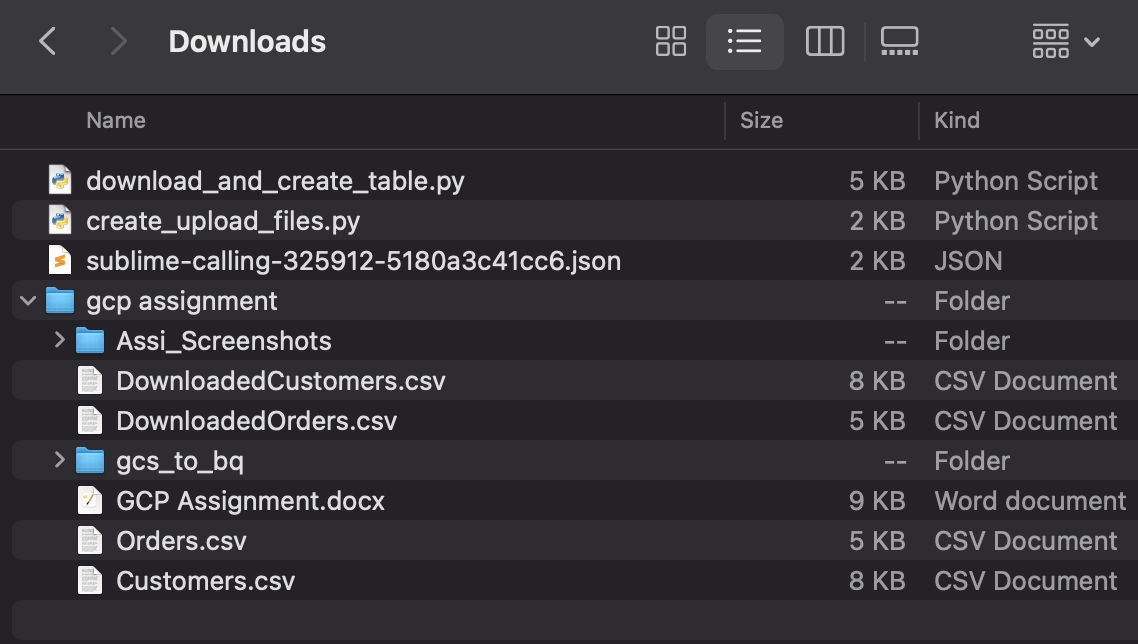 Downloads
Name Size Kind
download_and_create_table.py 5 KB Python Script
create_upload_files.py 2 KB Python Script
sublime-calling-325912-5180a3c41cc6.json 2 KB JSON
gcp assignment -- Folder
Assi_Screenshots -- Folder
DownloadedCustomers.csv 8 KB CSV Document
DownloadedOrders.csv 5 KB CSV Document
gcs_to_bq -- Folder
GCP Assignment.docx 9 KB Word document
Orders.csv 5 KB CSV Document
Customers.csv 8 KB CSV Document